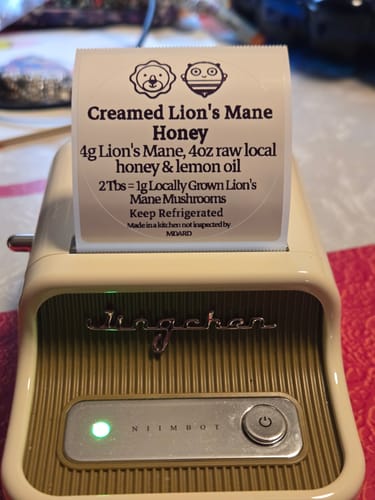 Creamed Lion's Mane
Honey
4g Lion's Mane, 4oz raw local
honey & lemon oil
2 Tbs = 1g Locally Grown Lion's
Mane Mushrooms
Keep Refrigerated
Made in a kitchen not inspected by
MDARD
Jingchen
NIIMBOT